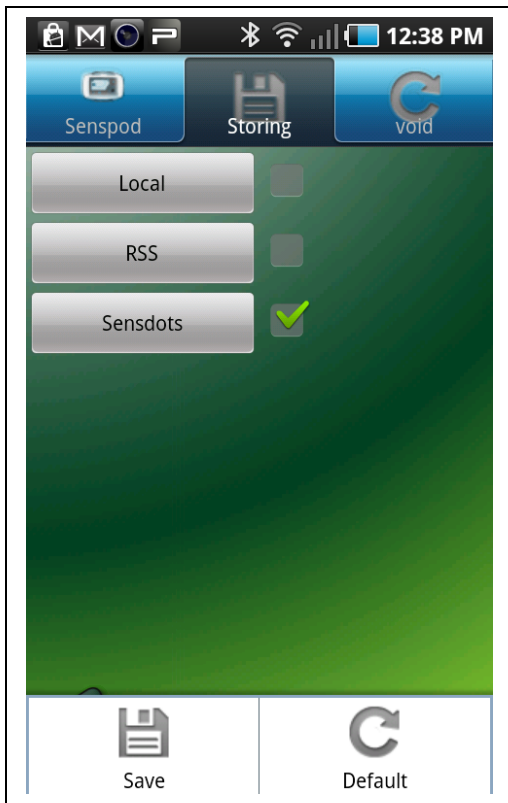 12:38 PM
Senspod Storing void
Local
RSS
Sensdots
Save Default